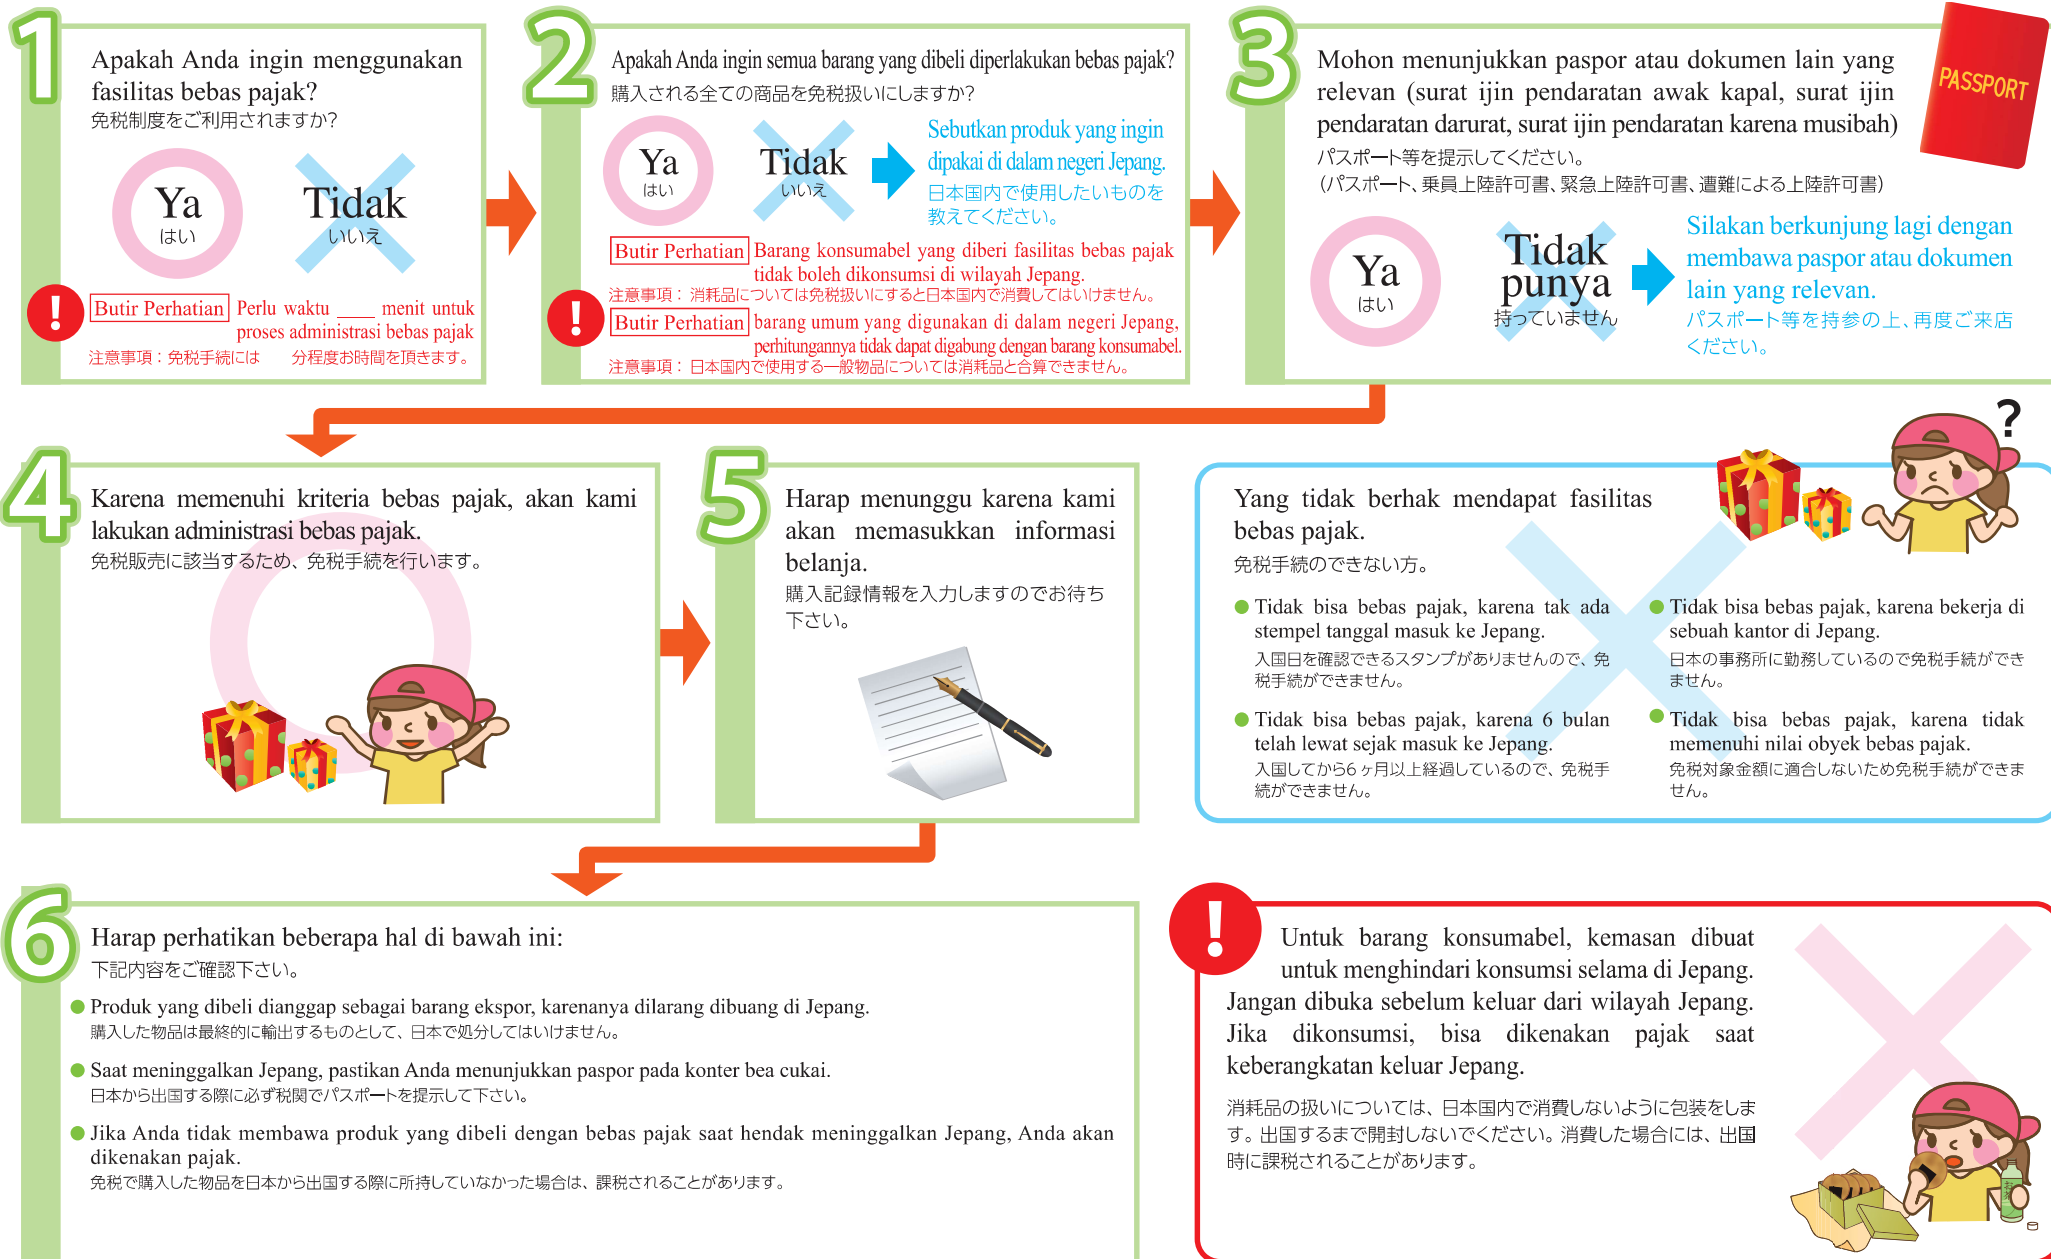 1
Apakah Anda ingin menggunakan
fasilitas bebas pajak?
免税制度をご利用されますか?
Ya
はい
Tidak
いいえ
!
Butir Perhatian Perlu waktu ____ menit untuk
proses administrasi bebas pajak
注意事項：免税手続には　　分程度お時間を頂きます。
2
Apakah Anda ingin semua barang yang dibeli diperlakukan bebas pajak?
購入される全ての商品を免税扱いにしますか?
Ya
はい
Tidak
いいえ
Sebutkan produk yang ingin
dipakai di dalam negeri Jepang.
日本国内で使用したいものを
教えてください。
!
Butir Perhatian Barang konsumabel yang diberi fasilitas bebas pajak
tidak boleh dikonsumsi di wilayah Jepang.
注意事項：消耗品については免税扱いにすると日本国内で消費してはいけません。
Butir Perhatian barang umum yang digunakan di dalam negeri Jepang,
perhitungannya tidak dapat digabung dengan barang konsumabel.
注意事項：日本国内で使用する一般物品については消耗品と合算できません。
3
Mohon menunjukkan paspor atau dokumen lain yang
relevan (surat ijin pendaratan awak kapal, surat ijin
pendaratan darurat, surat ijin pendaratan karena musibah)
パスポート等を提示してください。
（パスポート、乗員上陸許可書、緊急上陸許可書、遭難による上陸許可書）
PASSPORT
Ya
はい
Tidak
punya
持っていません
Silakan berkunjung lagi dengan
membawa paspor atau dokumen
lain yang relevan.
パスポート等を持参の上、再度ご来店
ください。
4
Karena memenuhi kriteria bebas pajak, akan kami
lakukan administrasi bebas pajak.
免税販売に該当するため、免税手続を行います。
5
Harap menunggu karena kami
akan memasukkan informasi
belanja.
購入記録情報を入力しますのでお待ち
下さい。
?
Yang tidak berhak mendapat fasilitas
bebas pajak.
免税手続のできない方。
● Tidak bisa bebas pajak, karena tak ada
stempel tanggal masuk ke Jepang.
入国日を確認できるスタンプがありませんので、免
税手続ができません。
● Tidak bisa bebas pajak, karena 6 bulan
telah lewat sejak masuk ke Jepang.
入国してから6ヶ月以上経過しているので、免税手
続ができません。
● Tidak bisa bebas pajak, karena bekerja di
sebuah kantor di Jepang.
日本の事務所に勤務しているので免税手続ができ
ません。
● Tidak bisa bebas pajak, karena tidak
memenuhi nilai obyek bebas pajak.
免税対象金額に適合しないため免税手続ができま
せん。
6
Harap perhatikan beberapa hal di bawah ini:
下記内容をご確認下さい。
● Produk yang dibeli dianggap sebagai barang ekspor, karenanya dilarang dibuang di Jepang.
購入した物品は最終的に輸出するものとして、日本で処分してはいけません。
● Saat meninggalkan Jepang, pastikan Anda menunjukkan paspor pada konter bea cukai.
日本から出国する際に必ず税関でパスポートを提示して下さい。
● Jika Anda tidak membawa produk yang dibeli dengan bebas pajak saat hendak meninggalkan Jepang, Anda akan
dikenakan pajak.
免税で購入した物品を日本から出国する際に所持していなかった場合は、課税されることがあります。
!
Untuk barang konsumabel, kemasan dibuat
untuk menghindari konsumsi selama di Jepang.
Jangan dibuka sebelum keluar dari wilayah Jepang.
Jika dikonsumsi, bisa dikenakan pajak saat
keberangkatan keluar Jepang.
消耗品の扱いについては、日本国内で消費しないように包装をしま
す。出国するまで開封しないでください。消費した場合には、出国
時に課税されることがあります。
お茶